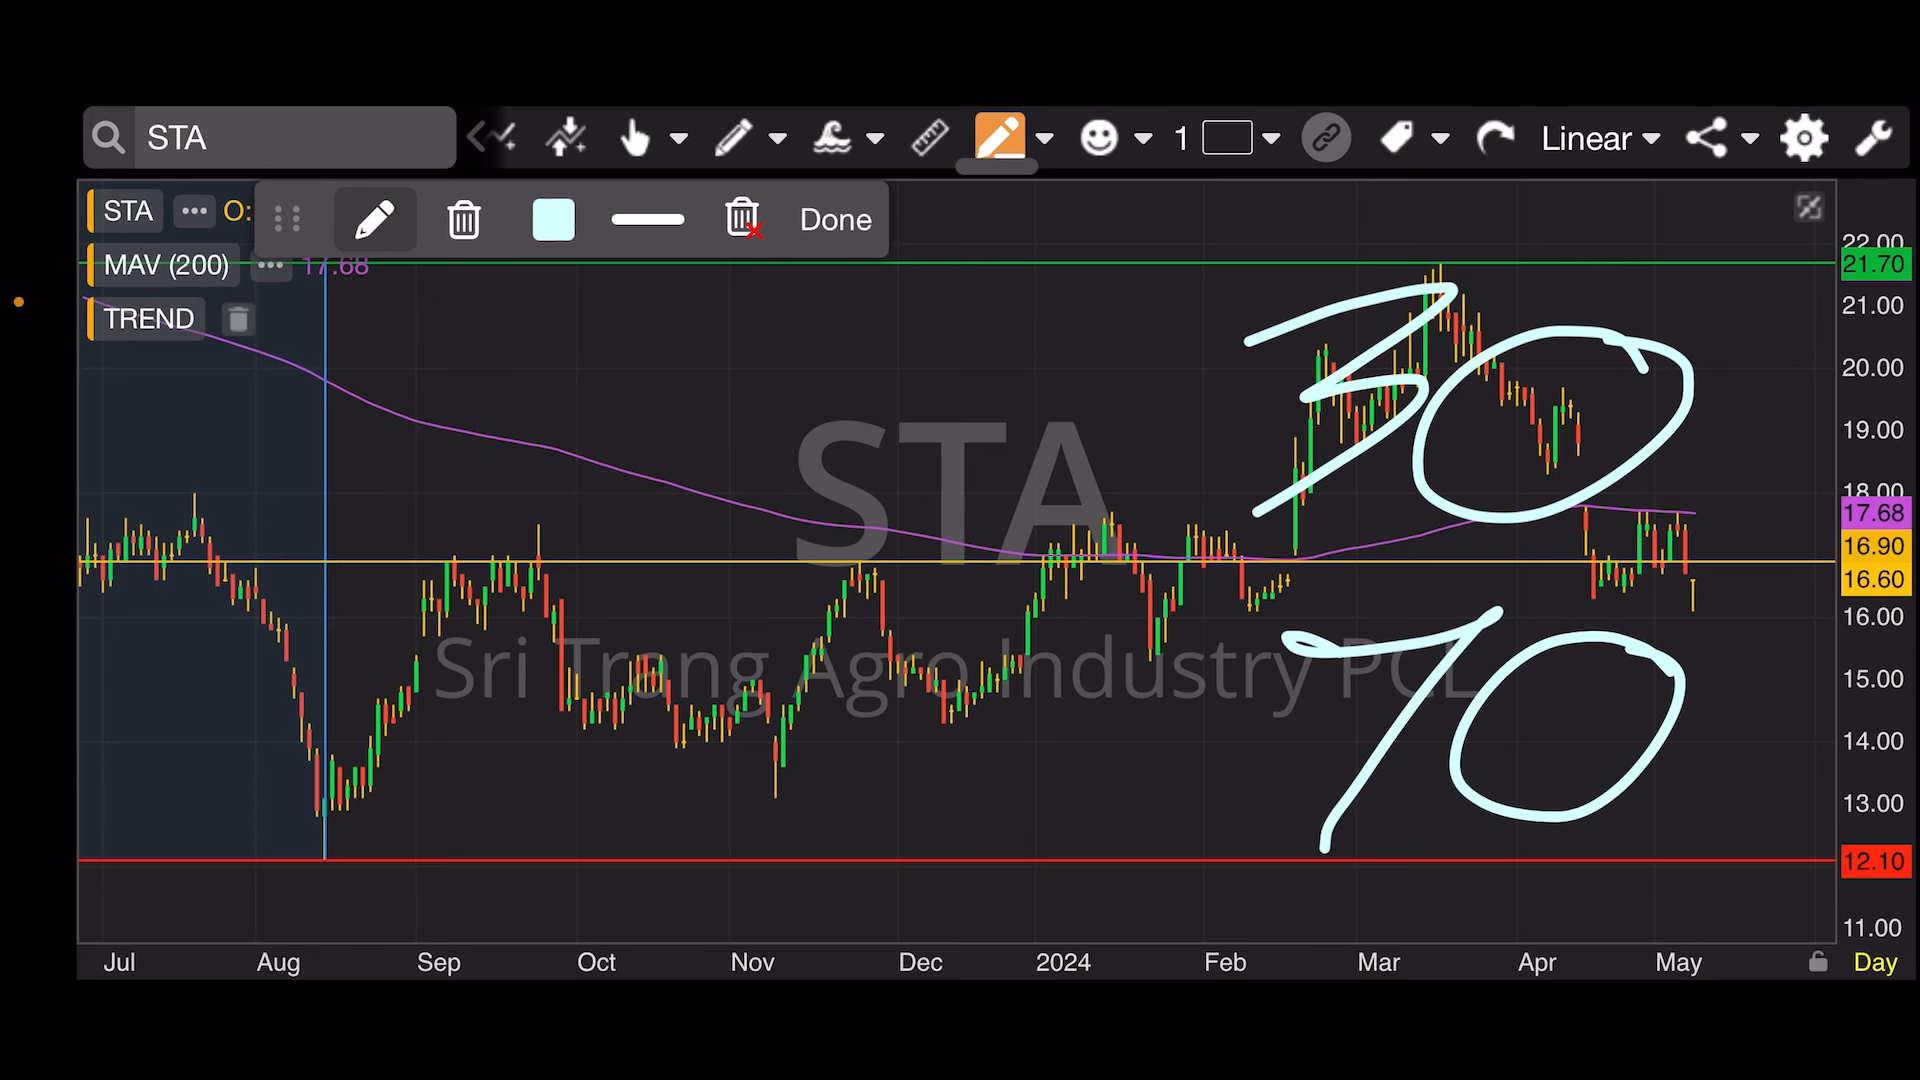 STA 1 Linear
STA O:
Done
MAV (200) 17.68
TREND
22.00
21.70
21.00
20.00
19.00
18.00
17.68
16.90
16.60
16.00
15.00
14.00
13.00
12.10
11.00
STA
Sri Trang Agro Industry PCL
30
70
Jul Aug Sep Oct Nov Dec 2024 Feb Mar Apr May Day